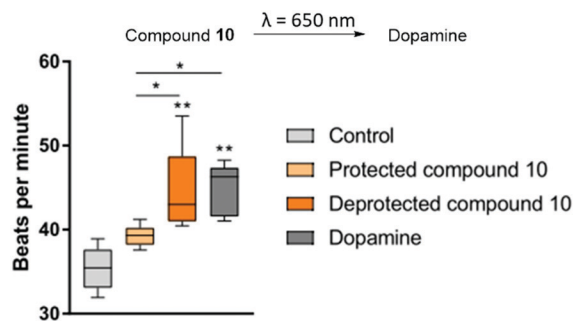 λ = 650 nm
Compound 10 Dopamine
60
50
40
30
Beats per minute
*
*
**
**
Control
Protected compound 10
Deprotected compound 10
Dopamine